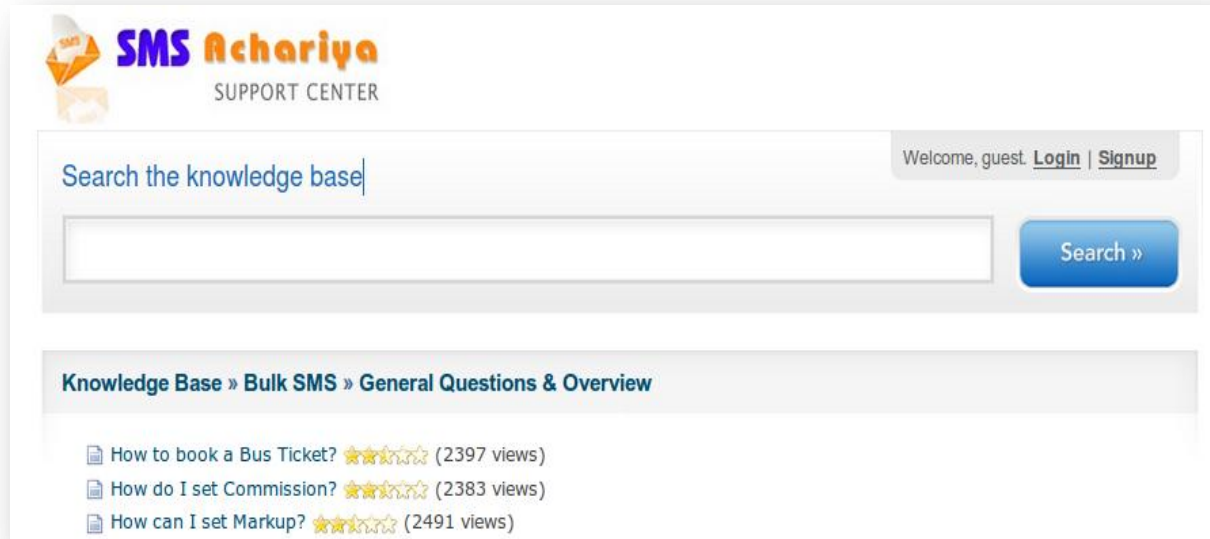 SMS
SMS Achariya
SUPPORT CENTER
Welcome, guest. Login | Signup
Search the knowledge base
Search »
Knowledge Base » Bulk SMS » General Questions & Overview
How to book a Bus Ticket? (2397 views)
How do I set Commission? (2383 views)
How can I set Markup? (2491 views)